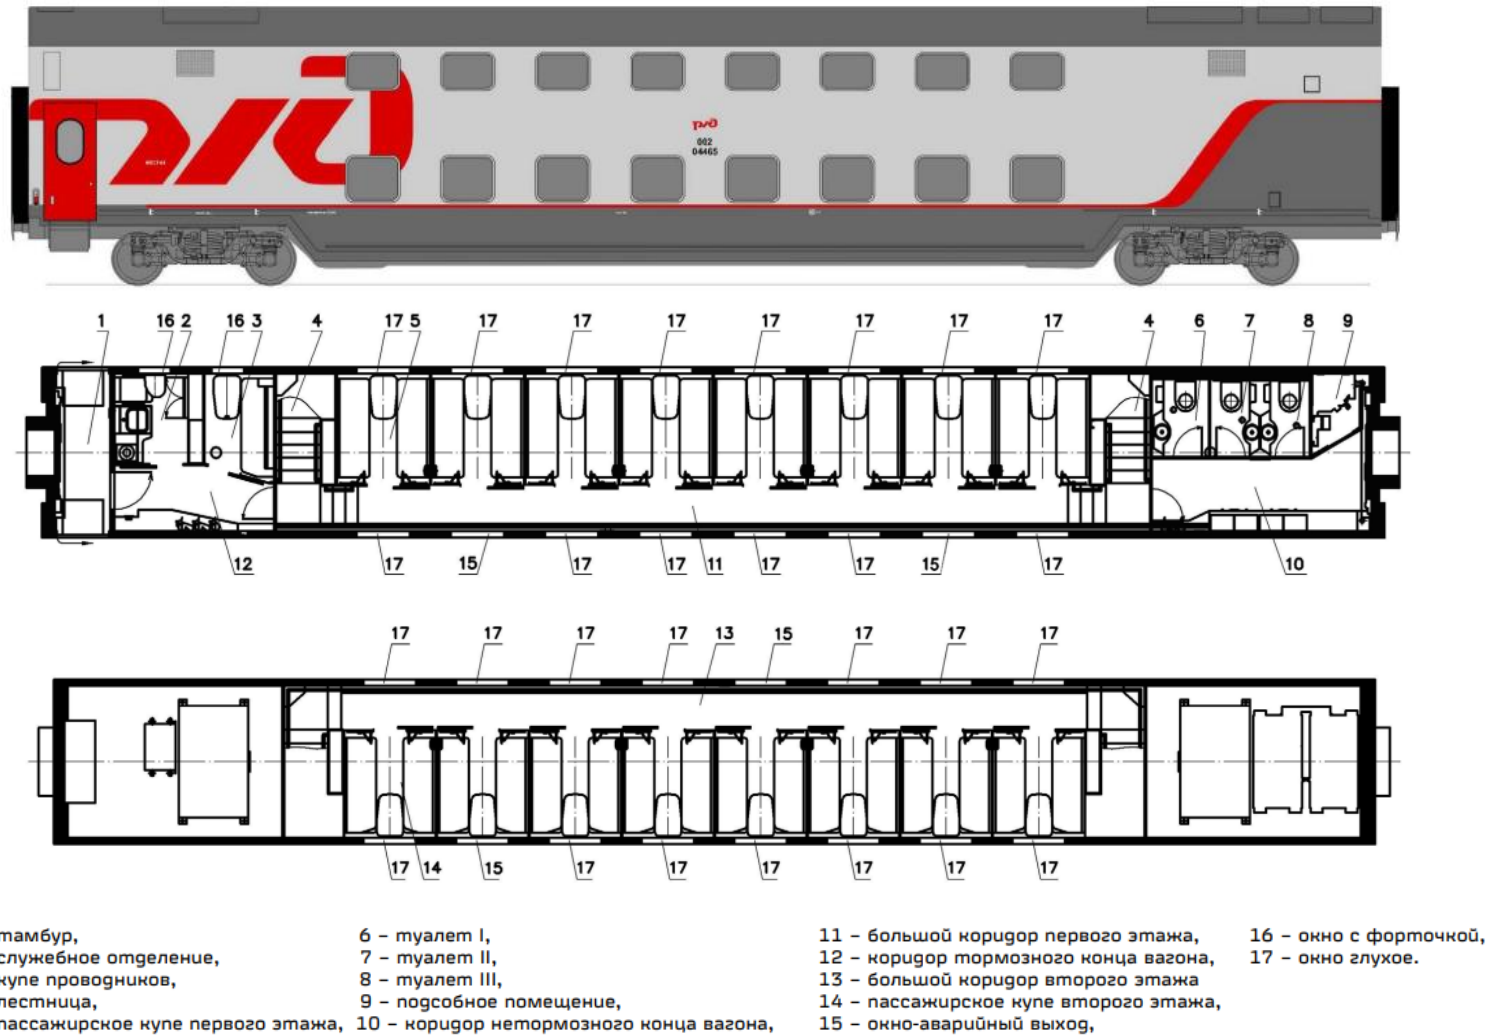 РЖД
002
04465
1 16 2 16 3 4 17 5 17 17 17 17 17 17 17 4 6 7 8 9
12 17 15 17 17 11 17 17 15 17 10
17 17 17 17 13 15 17 17 17
17 14 15 17 17 17 17 17 17
тамбур,
служебное отделение,
купе проводников,
лестница,
пассажирское купе первого этажа,
6 – туалет I,
7 – туалет II,
8 – туалет III,
9 – подсобное помещение,
10 – коридор нетормозного конца вагона,
11 – большой коридор первого этажа,
12 – коридор тормозного конца вагона,
13 – большой коридор второго этажа
14 – пассажирское купе второго этажа,
15 – окно-аварийный выход,
16 – окно с форточкой,
17 – окно глухое.